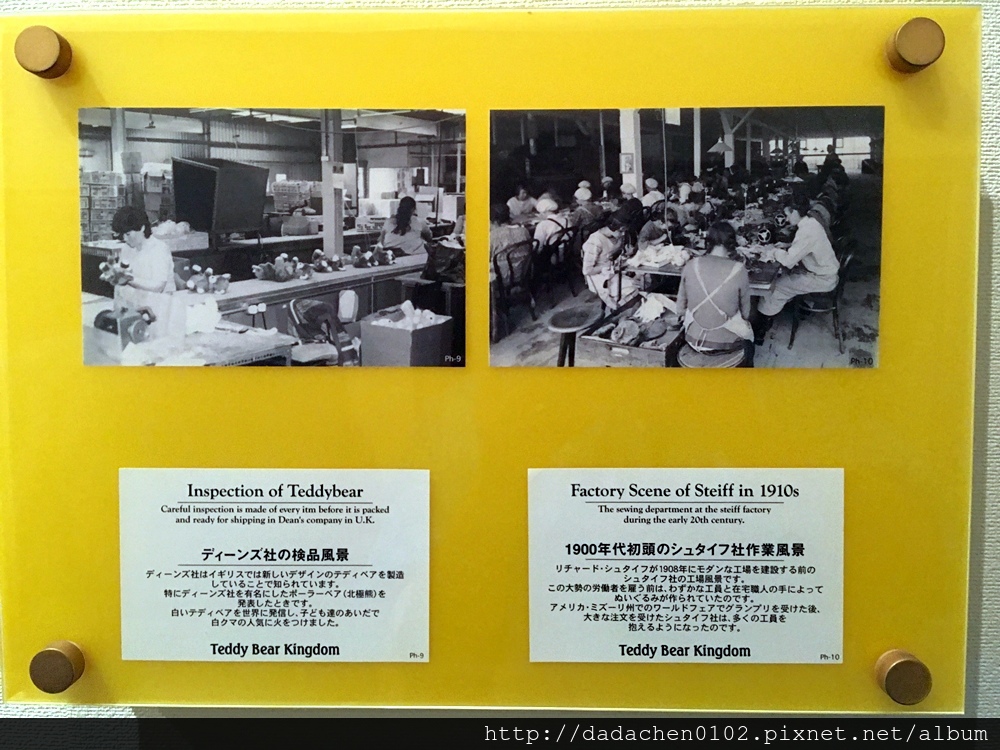 Ph-9
Ph-10
Inspection of Teddybear
Careful inspection is made of every itm before it is packed
and ready for shipping in Dean's company in U.K.
ディーンズ社の検品風景
ディーンズ社はイギリスでは新しいデザインのテディベアを製造
していることで知られています。
特にディーンズ社を有名にしたポーラーベア（北極熊）を
発表したときです。
白いテディベアを世界に発信し、子ども達のあいだで
白クマの人気に火をつけました。
Teddy Bear Kingdom
Ph-9
Factory Scene of Steiff in 1910s
The sewing department at the steiff factory
during the early 20th century.
1900年代初頭のシュタイフ社作業風景
リチャード・シュタイフが1908年にモダンな工場を建設する前の
シュタイフ社の工場風景です。
この大勢の労働者を雇う前は、わずかな工員と在宅職人の手によって
ぬいぐるみが作られていたのです。
アメリカ・ミズーリ州でのワールドフェアでグランプリを受けた後、
大きな注文を受けたシュタイフ社は、多くの工員を
抱えるようになったのです。
Teddy Bear Kingdom
Ph-10
http://dadachen0102.pixnet.net/album